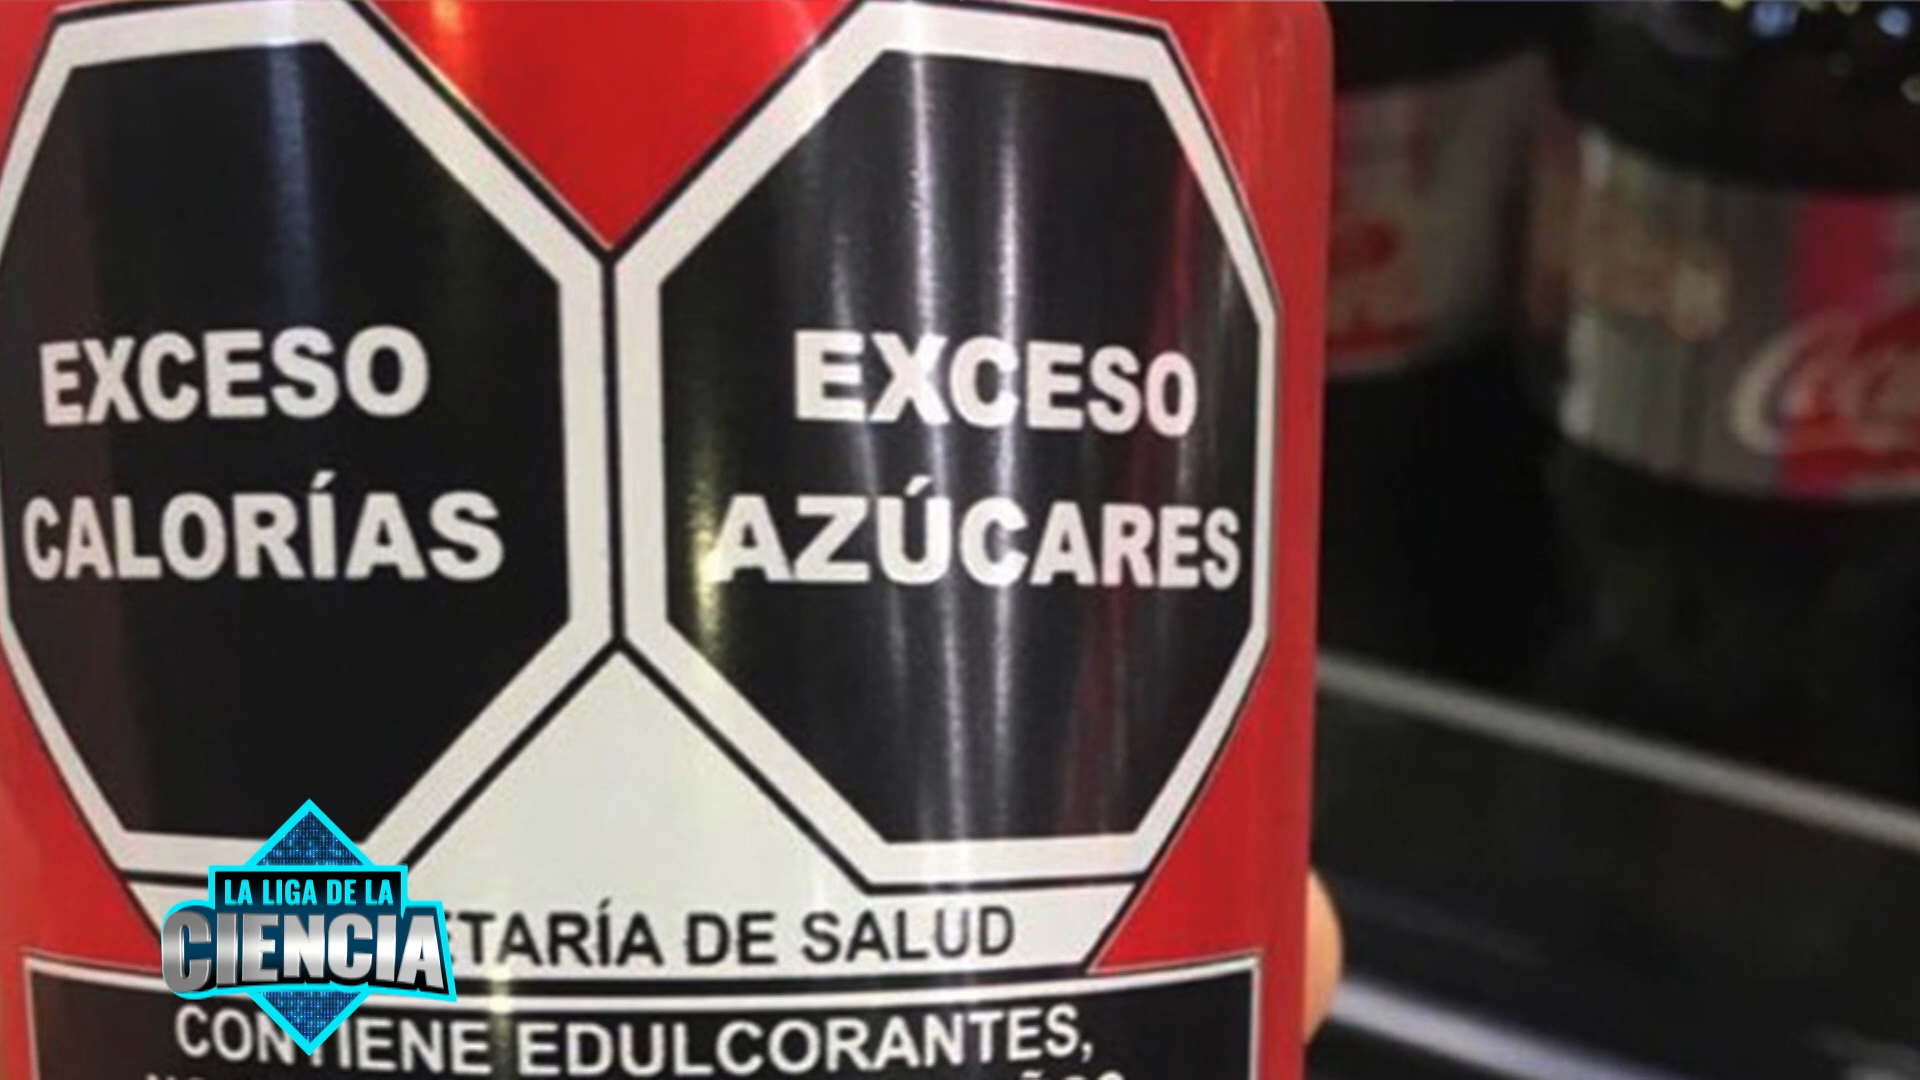 EXCESO
CALORÍAS
EXCESO
AZÚCARES
LA LIGA DE LA
CIENCIA
ETARÍA DE SALUD
CONTIENE EDULCORANTES,